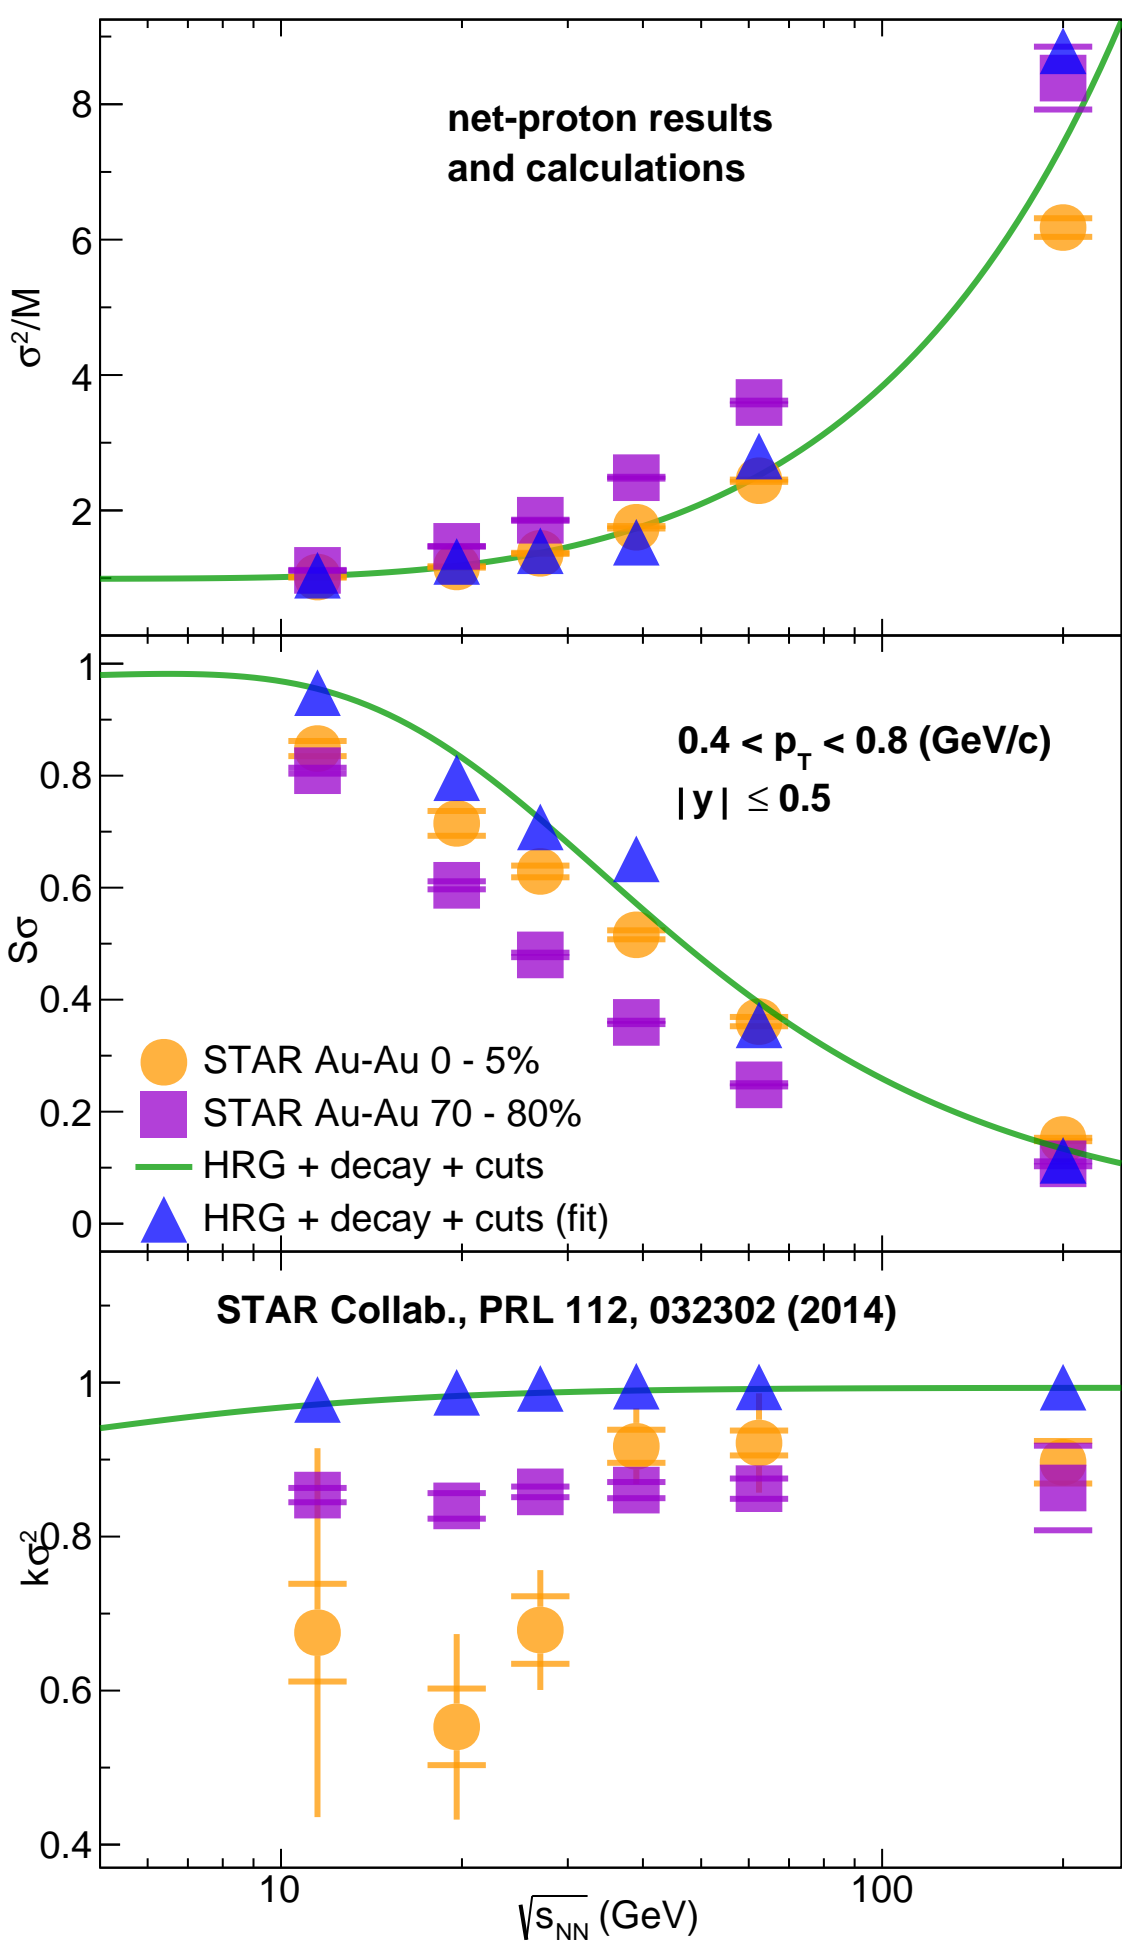 net-proton results
and calculations
8
6
4
2
σ²/M
0.4 < p_T < 0.8 (GeV/c)
| y | ≤ 0.5
1
0.8
0.6
0.4
0.2
0
Sσ
STAR Au-Au 0 - 5%
STAR Au-Au 70 - 80%
HRG + decay + cuts
HRG + decay + cuts (fit)
STAR Collab., PRL 112, 032302 (2014)
1
0.8
0.6
0.4
kσ²
10 100
√s_NN (GeV)